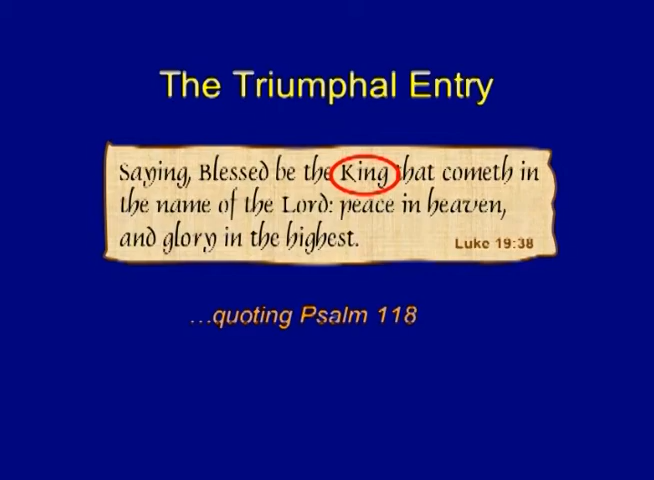 The Triumphal Entry
Saying, Blessed be the King that cometh in
the name of the Lord: peace in heaven,
and glory in the highest.
Luke 19:38
...quoting Psalm 118